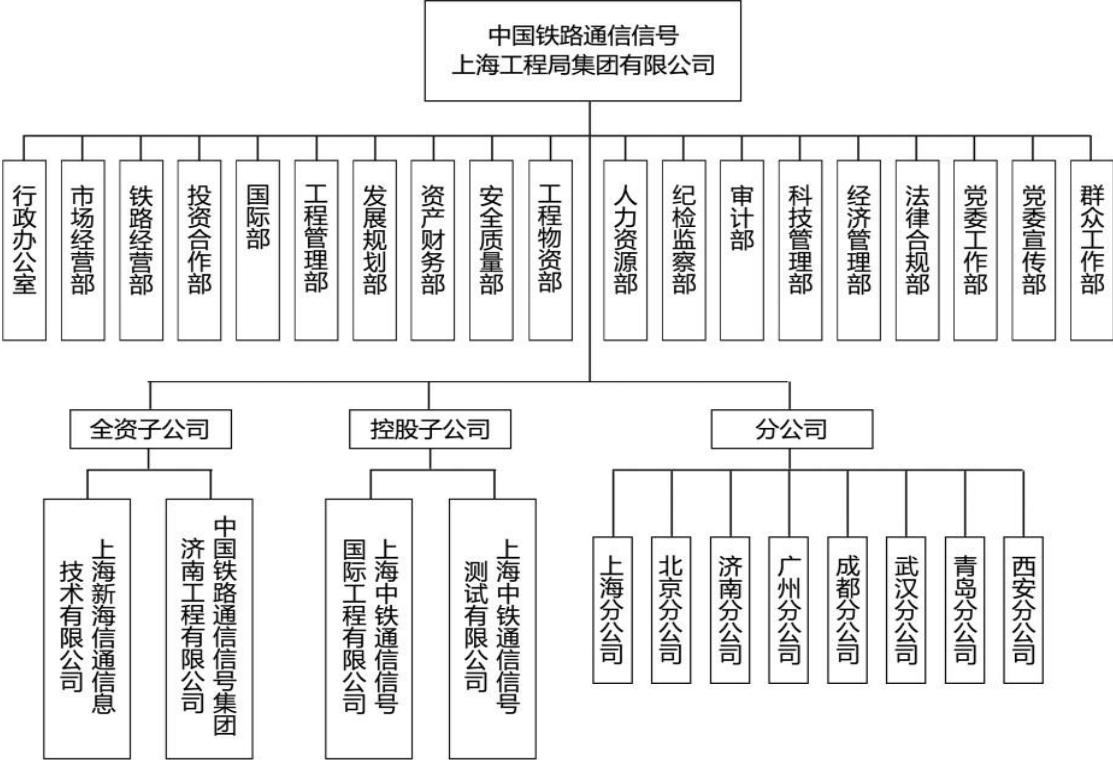 中国铁路通信信号
上海工程局集团有限公司
行政办公室
市场经营部
铁路经营部
投资合作部
国际部
工程管理部
发展规划部
资产财务部
安全质量部
工程物资部
人力资源部
纪检监察部
审计部
科技管理部
经济管理部
法律合规部
党委工作部
党委宣传部
群众工作部
全资子公司
控股子公司
分公司
上海新海信通信息
技术有限公司
中国铁路通信信号集团
济南工程有限公司
上海中铁通信信号
国际工程有限公司
上海中铁通信信号
测试有限公司
上海分公司
北京分公司
济南分公司
广州分公司
成都分公司
武汉分公司
青岛分公司
西安分公司